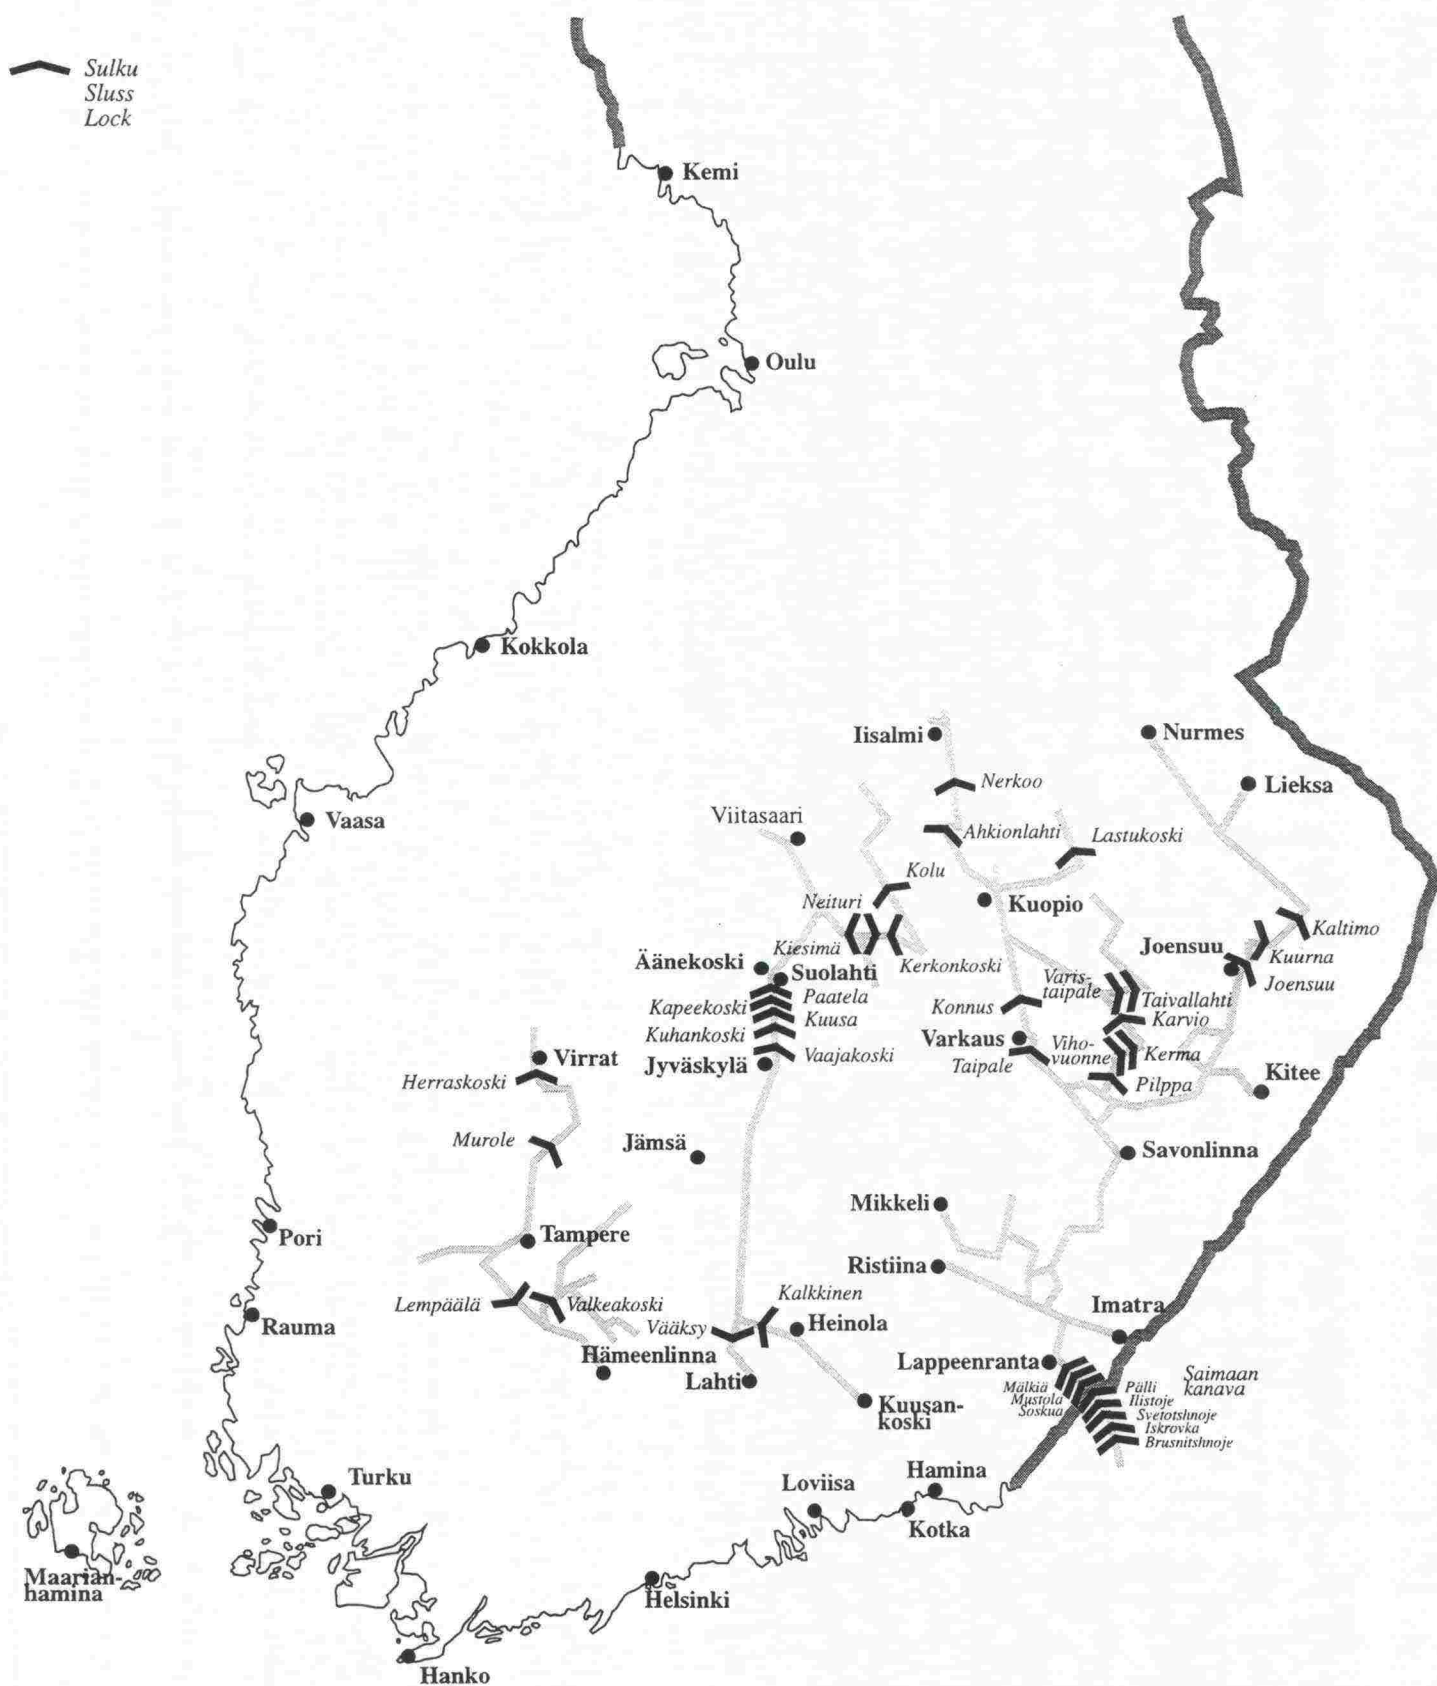 Sulku
Sluss
Lock
Kemi
Oulu
Kokkola
Vaasa
Iisalmi
Nurmes
Nerkoo
Lieksa
Viitasaari
Ahkionlahti
Lastukoski
Kolu
Neituri
Kuopio
Kaltimo
Kiesimä
Joensuu
Kuurna
Äänekoski
Suolahti
Kerkonkoski
Joensuu
Varis-
taipale
Kapeekoski
Paatela
Konnus
Taivallahti
Kuusa
Karvio
Kuhankoski
Varkaus
Viho-
vuonne
Virrat
Jyväskylä
Vaajakoski
Taipale
Kerma
Herraskoski
Pilppa
Kitee
Murole
Jämsä
Savonlinna
Mikkeli
Pori
Tampere
Ristiina
Lempäälä
Valkeakoski
Kalkkinen
Imatra
Rauma
Vääksy
Heinola
Hämeenlinna
Lappeenranta
Lahti
Saimaan
kanava
Mälkiä
Mustola
Soskua
Pälli
Ilistoje
Svetotshnoje
Iskrovka
Brusnitshnoje
Kuusan-
koski
Turku
Loviisa
Hamina
Kotka
Maarian-
hamina
Helsinki
Hanko